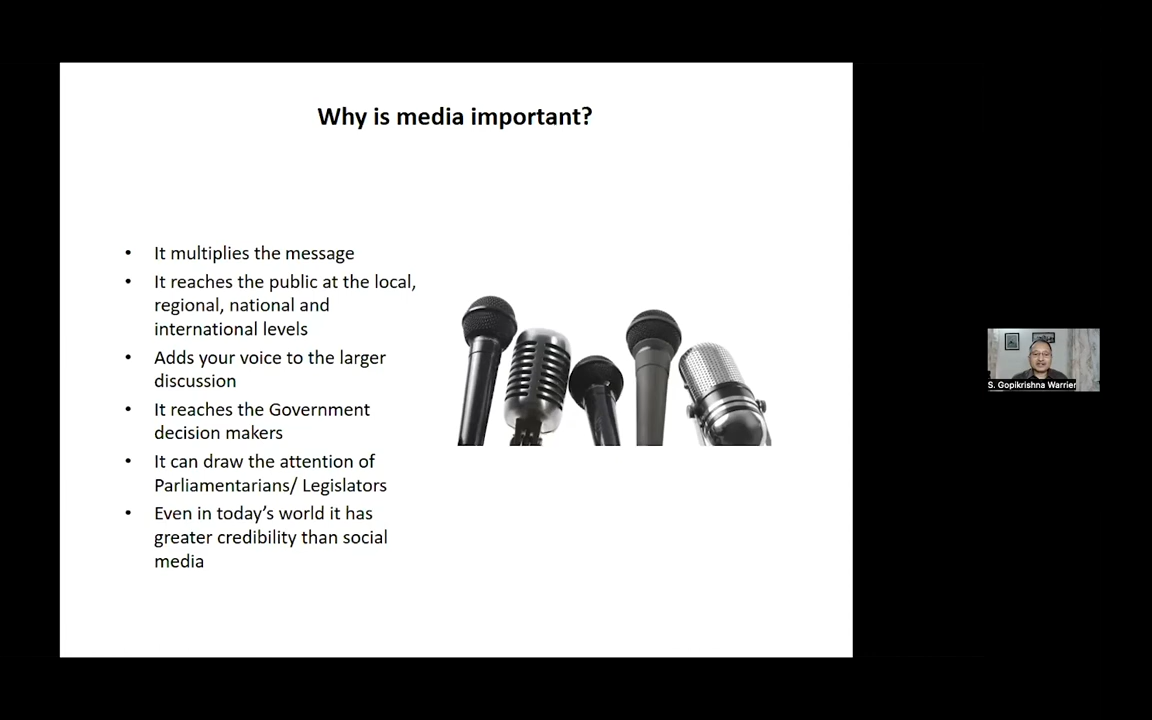 Why is media important?
• It multiplies the message
• It reaches the public at the local,
regional, national and
international levels
• Adds your voice to the larger
discussion
• It reaches the Government
decision makers
• It can draw the attention of
Parliamentarians/ Legislators
• Even in today’s world it has
greater credibility than social
media
S. Gopikrishna Warrier